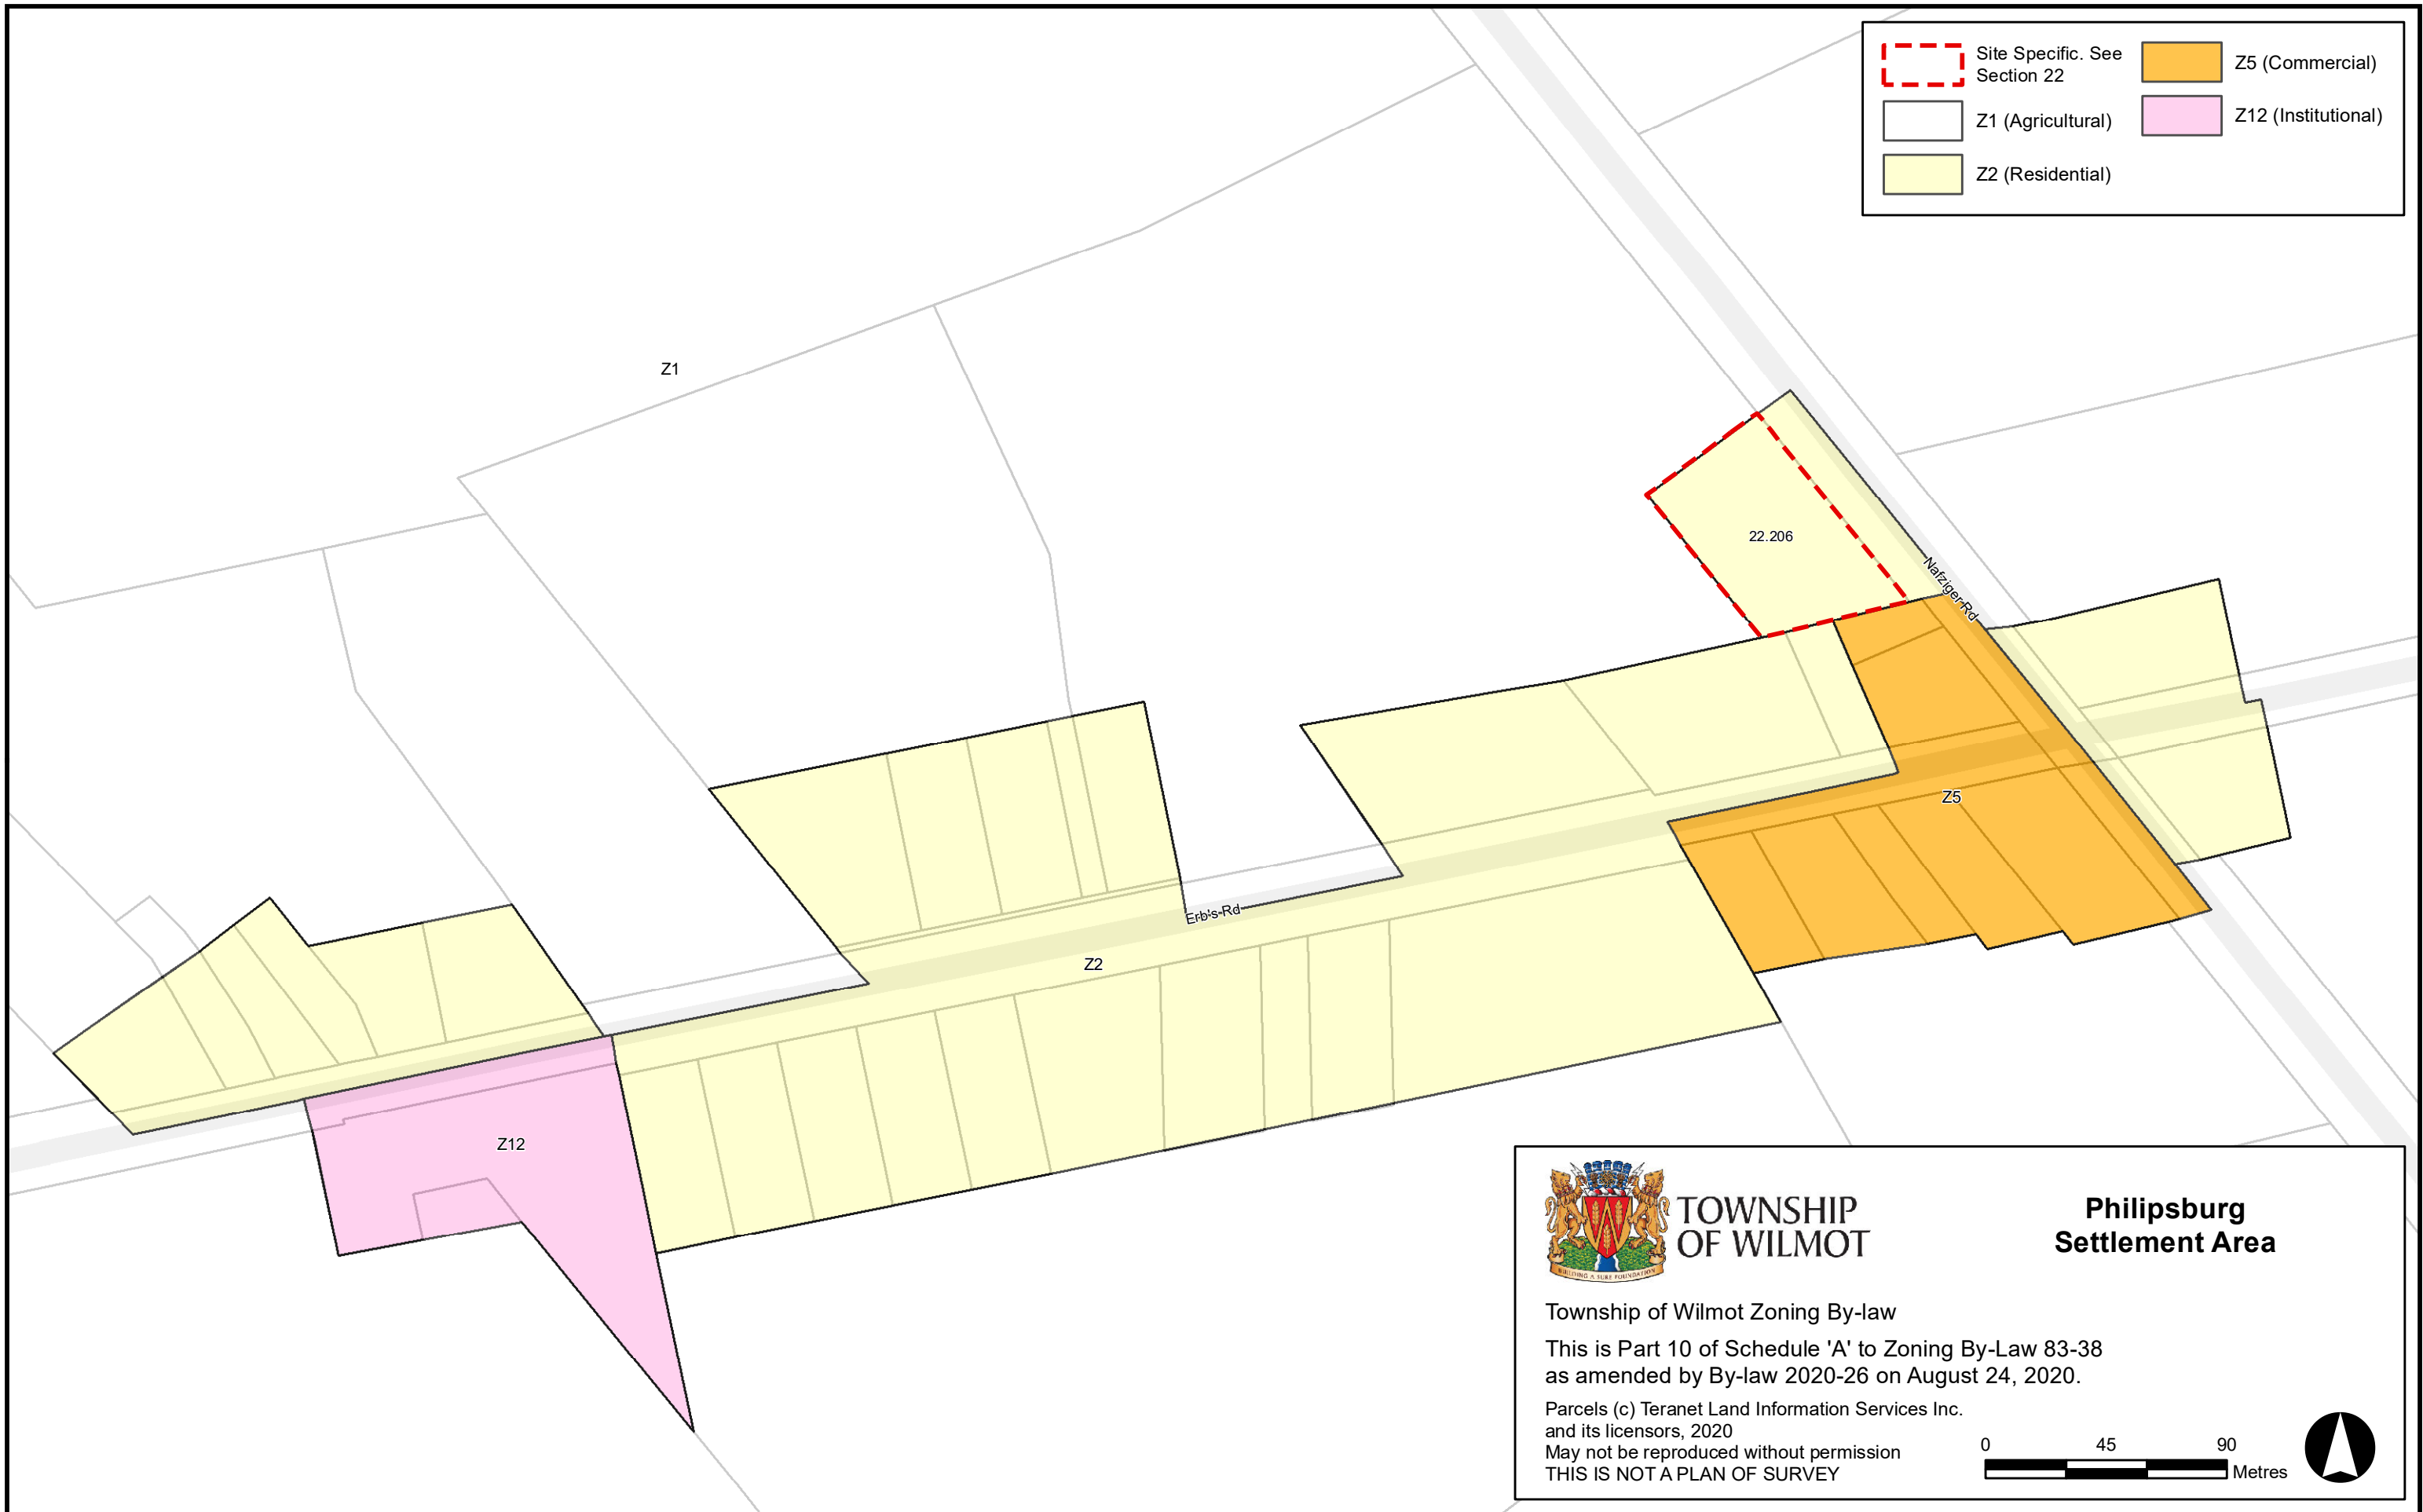 Site Specific. See
Section 22
Z1 (Agricultural)
Z2 (Residential)
Z5 (Commercial)
Z12 (Institutional)
Z1
22.206
Nafziger Rd
Z5
Erb's Rd
Z2
Z12
BUILDING A SURE FOUNDATION
TOWNSHIP
OF WILMOT
Philipsburg
Settlement Area
Township of Wilmot Zoning By-law
This is Part 10 of Schedule 'A' to Zoning By-Law 83-38
as amended by By-law 2020-26 on August 24, 2020.
Parcels (c) Teranet Land Information Services Inc.
and its licensors, 2020
May not be reproduced without permission
THIS IS NOT A PLAN OF SURVEY
0 45 90
Metres